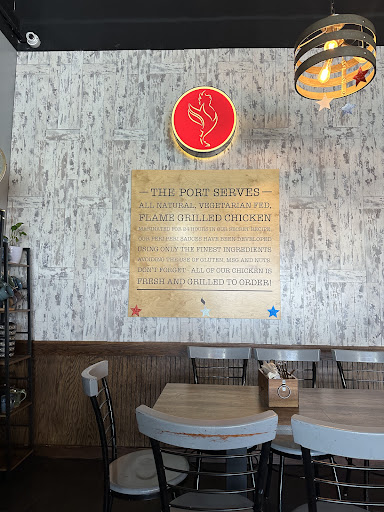 THE PORT SERVES
ALL NATURAL, VEGETARIAN-FED,
FLAME GRILLED CHICKEN
MARINATED FOR 24 HOURS IN OUR SECRET RECIPE.
OUR PERI-PERI SAUCES HAVE BEEN DEVELOPED
USING ONLY THE FINEST INGREDIENTS
AVOIDING THE USE OF GLUTEN, MSG AND NUTS.
DON'T FORGET - ALL OF OUR CHICKEN IS
FRESH AND GRILLED TO ORDER!